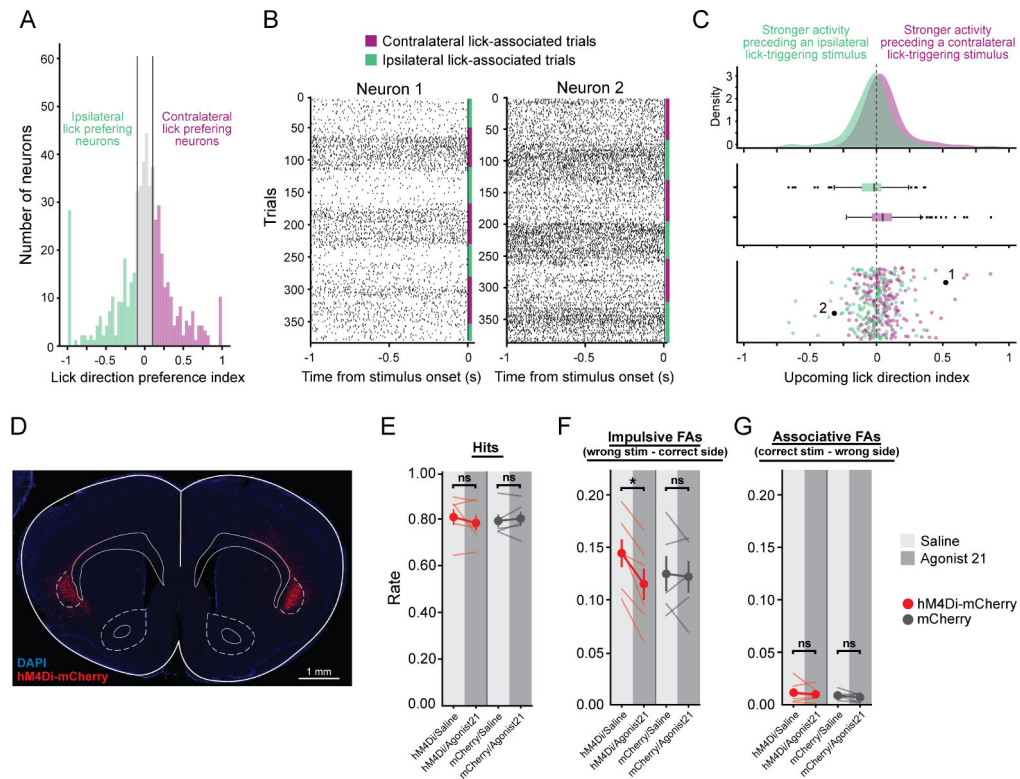 A
Ipsilateral
lick prefering
neurons
Contralateral
lick prefering
neurons
Number of neurons
60
50
40
30
20
10
0
-1
-0.5
0
0.5
1
Lick direction
preference index
B
Contralateral lick-associated trials
Ipsilateral lick-associated trials
Neuron 1
Neuron 2
Trials
0
50
100
150
200
250
300
350
0
50
100
150
200
250
300
350
-1
0
-1
0
Time from stimulus onset (s)
Time from stimulus onset (s)
C
Stronger activity
preceding an ipsilateral
lick-triggering stimulus
Stronger activity
preceding a contralateral
lick-triggering stimulus
Density
3
2
1
0
1
2
-1
-0.5
0
0.5
1
Upcoming lick direction index
D
DAPI
hM4Di-mCherry
1 mm
E
Hits
ns
ns
Rate
1.00
0.80
0.60
0.40
0.20
0.00
hM4Di/Saline
hM4Di/Agonist21
mCherry/Saline
mCherry/Agonist21
F
Impulsive FAs
(wrong stim - correct side)
*
ns
0.20
0.15
0.10
0.05
0.00
hM4Di/Saline
hM4Di/Agonist21
mCherry/Saline
mCherry/Agonist21
G
Associative FAs
(correct stim - wrong side)
ns
ns
0.20
0.15
0.10
0.05
0.00
hM4Di/Saline
hM4Di/Agonist21
mCherry/Saline
mCherry/Agonist21
Saline
Agonist 21
hM4Di-mCherry
mCherry